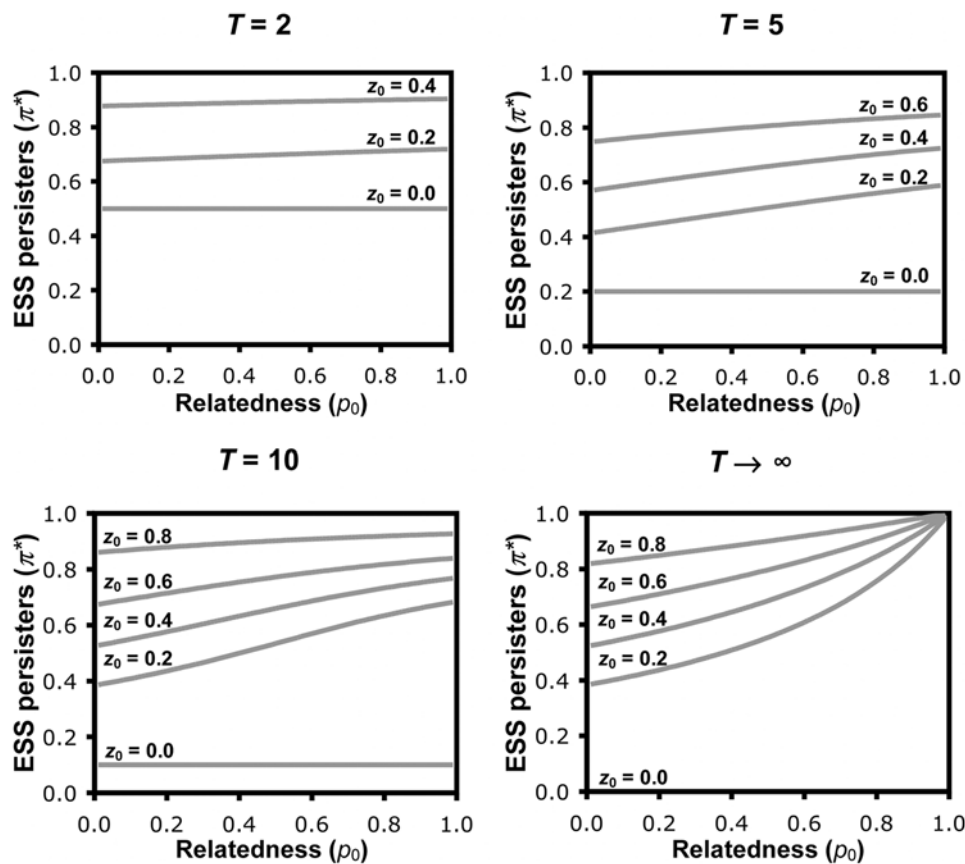 T = 2
ESS persisters (π*)
1.0
0.8
0.6
0.4
0.2
0.0
z₀ = 0.4
z₀ = 0.2
z₀ = 0.0
0.0 0.2 0.4 0.6 0.8 1.0
Relatedness (p₀)
T = 5
ESS persisters (π*)
1.0
0.8
0.6
0.4
0.2
0.0
z₀ = 0.6
z₀ = 0.4
z₀ = 0.2
z₀ = 0.0
0.0 0.2 0.4 0.6 0.8 1.0
Relatedness (p₀)
T = 10
ESS persisters (π*)
1.0
0.8
0.6
0.4
0.2
0.0
z₀ = 0.8
z₀ = 0.6
z₀ = 0.4
z₀ = 0.2
z₀ = 0.0
0.0 0.2 0.4 0.6 0.8 1.0
Relatedness (p₀)
T → ∞
ESS persisters (π*)
1.0
0.8
0.6
0.4
0.2
0.0
z₀ = 0.8
z₀ = 0.6
z₀ = 0.4
z₀ = 0.2
z₀ = 0.0
0.0 0.2 0.4 0.6 0.8 1.0
Relatedness (p₀)